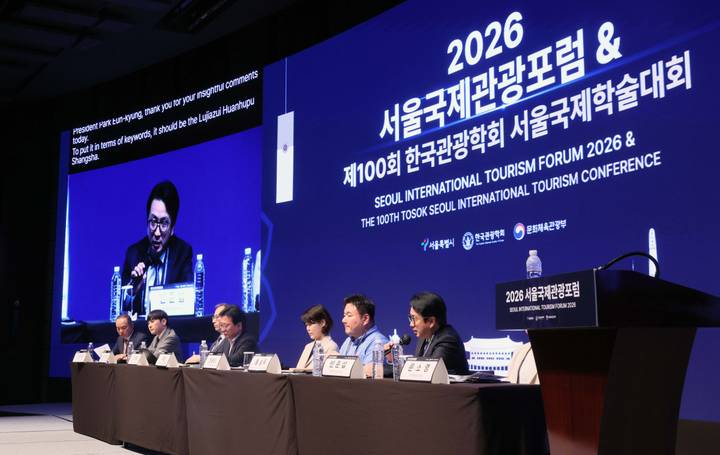 President Park Eun-kyung, thank you for your insightful comments
today.
To put it in terms of keywords, it should be the Lujiazui Huanhupu
Shangsha.
2026
서울국제관광포럼 &
제100회 한국관광학회 서울국제학술대회
SEOUL INTERNATIONAL TOURISM FORUM 2026 &
THE 100TH TOSOK SEOUL INTERNATIONAL TOURISM CONFERENCE
서울특별시
한국관광학회
문화체육관광부
2026 서울국제관광포럼
SEOUL INTERNATIONAL TOURISM FORUM 2026